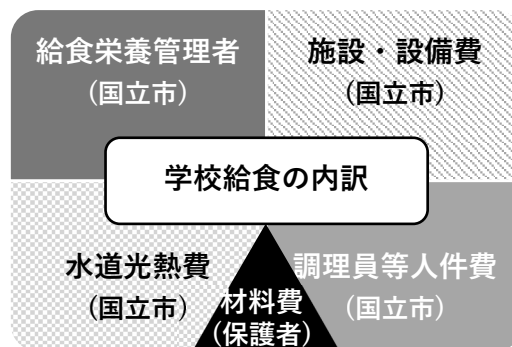 給食栄養管理者
（国立市）
施設・設備費
（国立市）
学校給食の内訳
水道光熱費
（国立市）
材料費
（保護者）
調理員等人件費
（国立市）